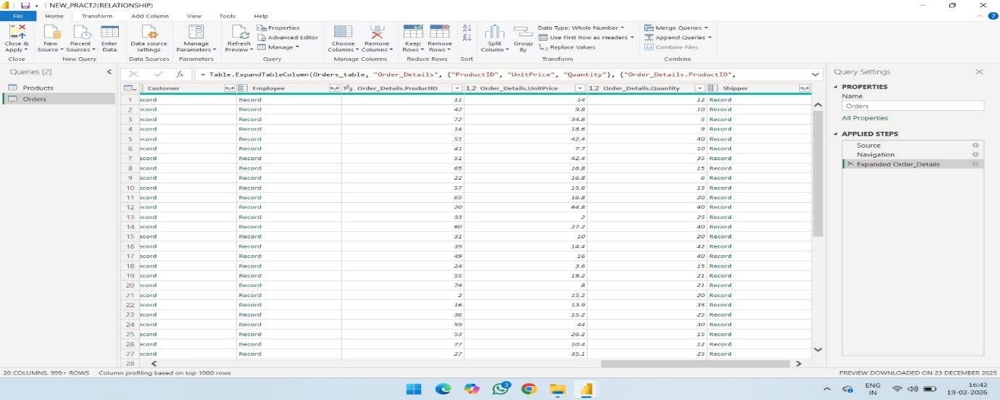 NEW_PRACT2(RELATIONSHIP)
File Home Transform Add Column View Tools Help
Close & Apply
New Source
Recent Sources
Enter Data
Data source settings
Manage Parameters
Refresh Preview
Properties
Advanced Editor
Manage
Choose Columns
Remove Columns
Keep Rows
Remove Rows
Split Column
Group By
Data Type: Whole Number
Use First Row as Headers
Replace Values
Merge Queries
Append Queries
Combine Files
Close New Query Data Sources Parameters Query Manage Columns Reduce Rows Sort Transform Combine
Queries [2]
Products
Orders
= Table.ExpandTableColumn(Orders_table, "Order_Details", {"ProductID", "UnitPrice", "Quantity"}, {"Order_Details.ProductID",
Customer Employee 123 Order_Details.ProductID 1.2 Order_Details.UnitPrice 1.2 Order_Details.Quantity Shipper
1 ecord Record 11 14 12 Record
2 ecord Record 42 9.8 10 Record
3 ecord Record 72 34.8 5 Record
4 ecord Record 14 18.6 9 Record
5 ecord Record 51 42.4 40 Record
6 ecord Record 41 7.7 10 Record
7 ecord Record 51 42.4 35 Record
8 ecord Record 65 16.8 15 Record
9 ecord Record 22 16.8 6 Record
10 ecord Record 57 15.6 15 Record
11 ecord Record 65 16.8 20 Record
12 ecord Record 20 64.8 40 Record
13 ecord Record 33 2 25 Record
14 ecord Record 60 27.2 40 Record
15 ecord Record 31 10 20 Record
16 ecord Record 39 14.4 42 Record
17 ecord Record 49 16 40 Record
18 ecord Record 24 3.6 15 Record
19 ecord Record 55 19.2 21 Record
20 ecord Record 74 8 21 Record
21 ecord Record 2 15.2 20 Record
22 ecord Record 16 13.9 35 Record
23 ecord Record 36 15.2 25 Record
24 ecord Record 59 44 30 Record
25 ecord Record 53 26.2 15 Record
26 ecord Record 77 10.4 12 Record
27 ecord Record 27 35.1 25 Record
28
Query Settings
PROPERTIES
Name
Orders
All Properties
APPLIED STEPS
Source
Navigation
Expanded Order_Details
20 COLUMNS, 999+ ROWS Column profiling based on top 1000 rows
PREVIEW DOWNLOADED ON 23 DECEMBER 2025
3
ENG
IN
16:42
19-02-2026